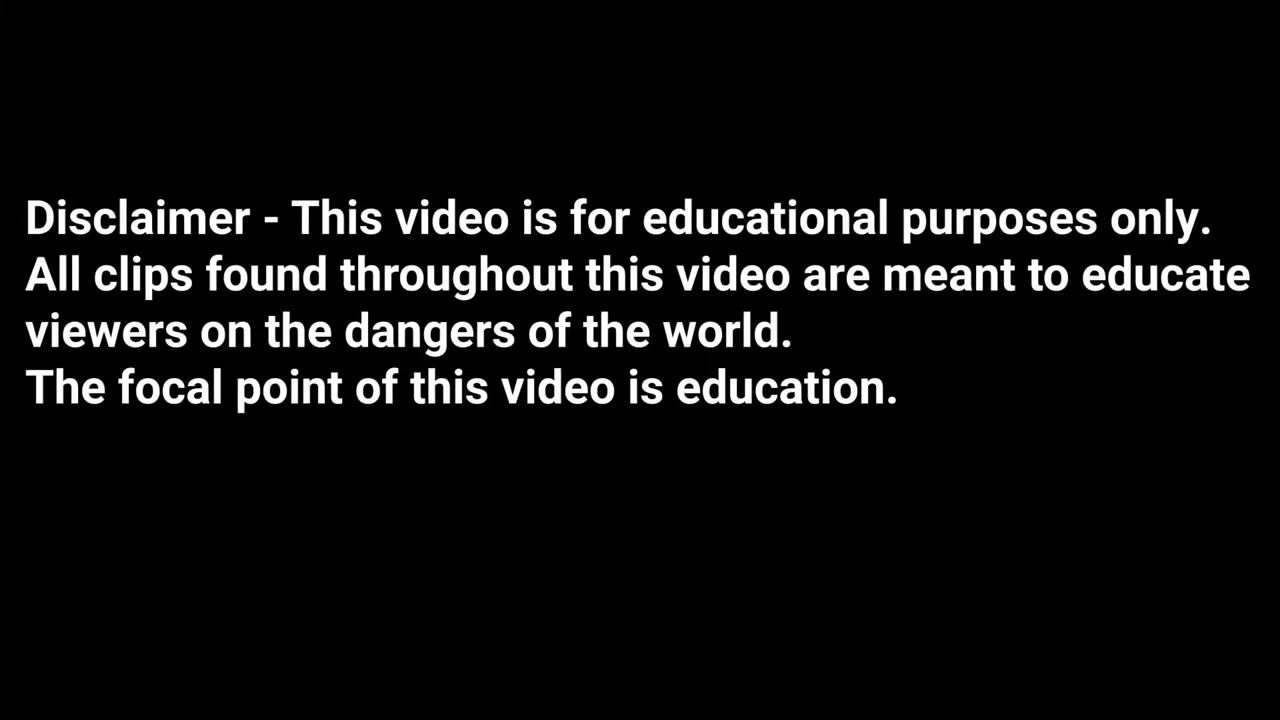 Disclaimer - This video is for educational purposes only.
All clips found throughout this video are meant to educate
viewers on the dangers of the world.
The focal point of this video is education.